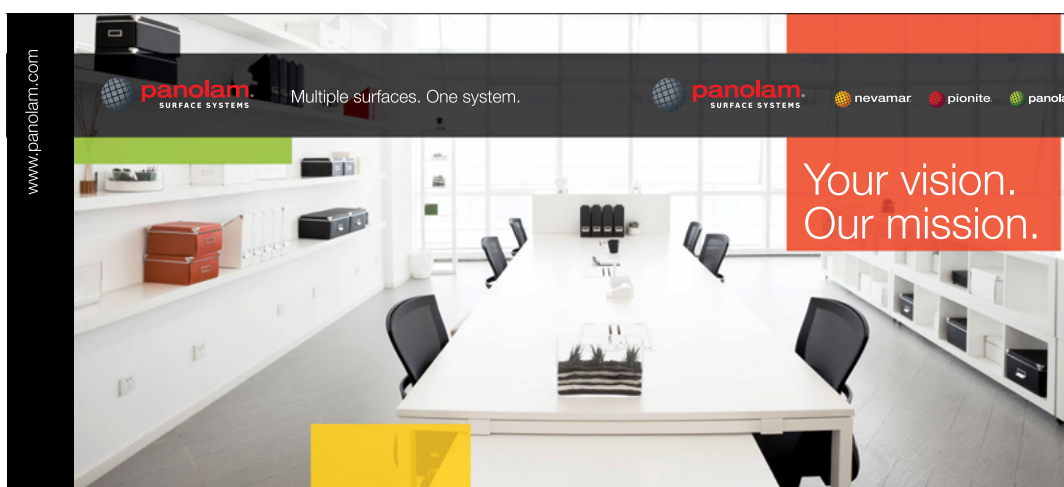 www.panolam.com
panolam.
SURFACE SYSTEMS
Multiple surfaces. One system.
panolam.
SURFACE SYSTEMS
nevamar.
pionite.
Your vision.
Our mission.